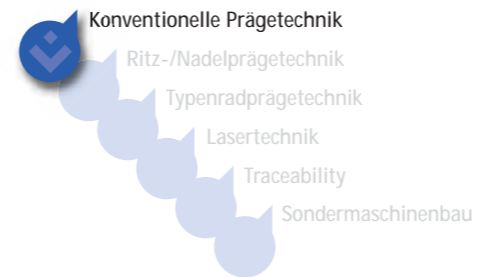 Konventionelle Prägetechnik
Ritz-/Nadelprägetechnik
Typenradprägetechnik
Lasertechnik
Traceability
Sondermaschinenbau